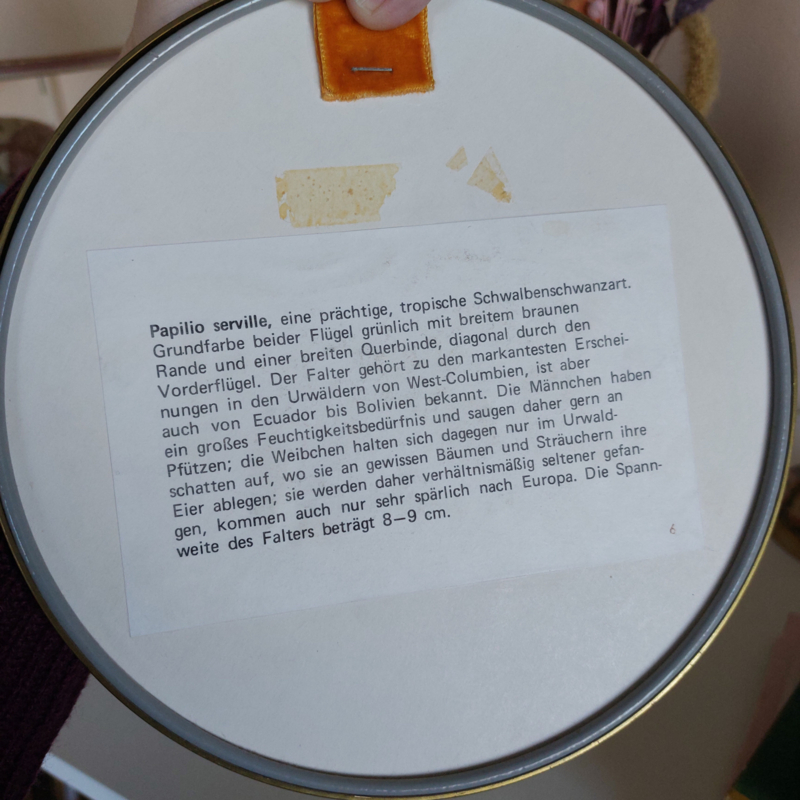 Papilio serville, eine prächtige, tropische Schwalbenschwanzart.
Grundfarbe beider Flügel grünlich mit breitem braunen
Rande und einer breiten Querbinde, diagonal durch den
Vorderflügel. Der Falter gehört zu den markantesten Erschei-
nungen in den Urwäldern von West-Columbien, ist aber
auch von Ecuador bis Bolivien bekannt. Die Männchen haben
ein großes Feuchtigkeitsbedürfnis und saugen daher gern an
Pfützen; die Weibchen halten sich dagegen nur im Urwald-
schatten auf, wo sie an gewissen Bäumen und Sträuchern ihre
Eier ablegen; sie werden daher verhältnismäßig seltener gefan-
gen, kommen auch nur sehr spärlich nach Europa. Die Spann-
weite des Falters beträgt 8—9 cm.
6